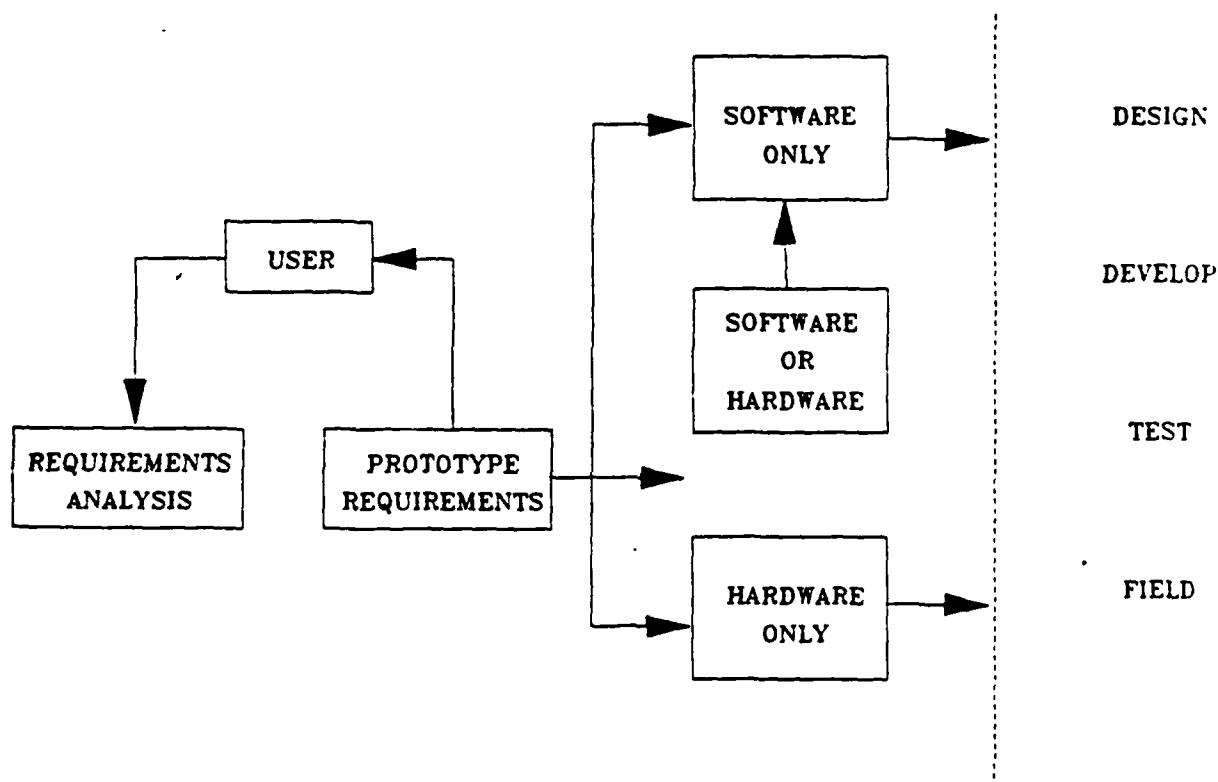 SOFTWARE
ONLY
DESIGN
USER
DEVELOP
SOFTWARE
OR
HARDWARE
REQUIREMENTS
ANALYSIS
PROTOTYPE
REQUIREMENTS
TEST
HARDWARE
ONLY
FIELD